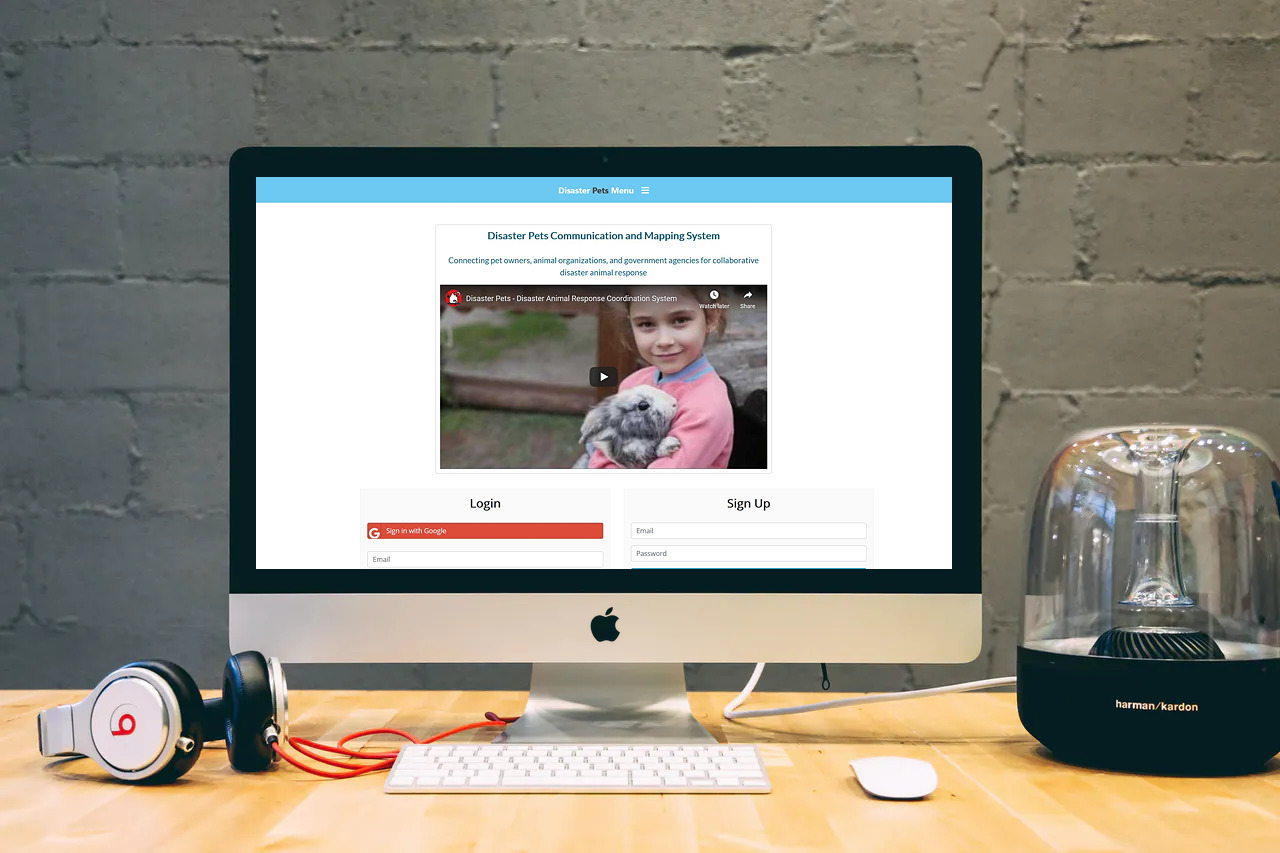 Disaster Pets Menu
Disaster Pets Communication and Mapping System
Connecting pet owners, animal organizations, and government agencies for collaborative
disaster animal response
Disaster Pets - Disaster Animal Response Coordination System
Watch later
Share
Login
Sign Up
G Sign in with Google
Email
Email
Password
b
harman/kardon